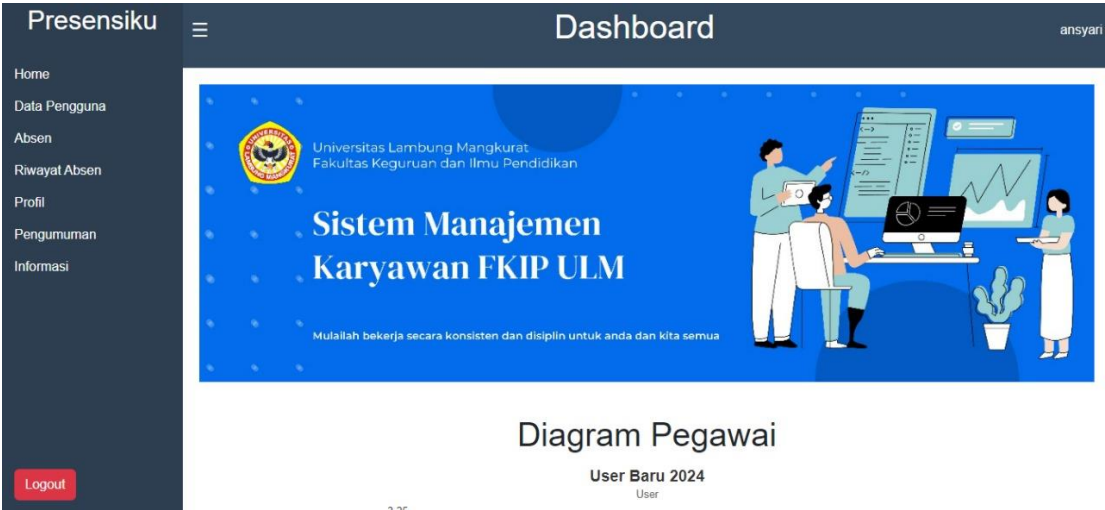 Presensiku
☰
Dashboard
ansyari
Home
Data Pengguna
Absen
Riwayat Absen
Profil
Pengumuman
Informasi
Logout
Universitas Lambung Mangkurat
Fakultas Keguruan dan Ilmu Pendidikan
Sistem Manajemen
Karyawan FKIP ULM
Mulailah bekerja secara konsisten dan disiplin untuk anda dan kita semua
Diagram Pegawai
User Baru 2024
User